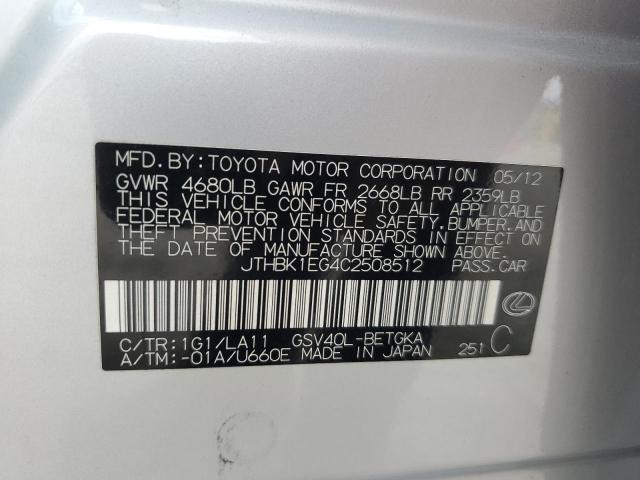 MFD. BY: TOYOTA MOTOR CORPORATION 05/12
GVWR 4680LB GAWR FR 2668LB RR 2359LB
THIS VEHICLE CONFORMS TO ALL APPLICABLE
FEDERAL MOTOR VEHICLE SAFETY, BUMPER, AND
THEFT PREVENTION STANDARDS IN EFFECT ON
THE DATE OF MANUFACTURE SHOWN ABOVE.
JTHBK1EG4C2508512 PASS. CAR
C/TR: 1G1/LA11 GSV40L-BETGKA
A/TM: -01A/U660E MADE IN JAPAN 251 C